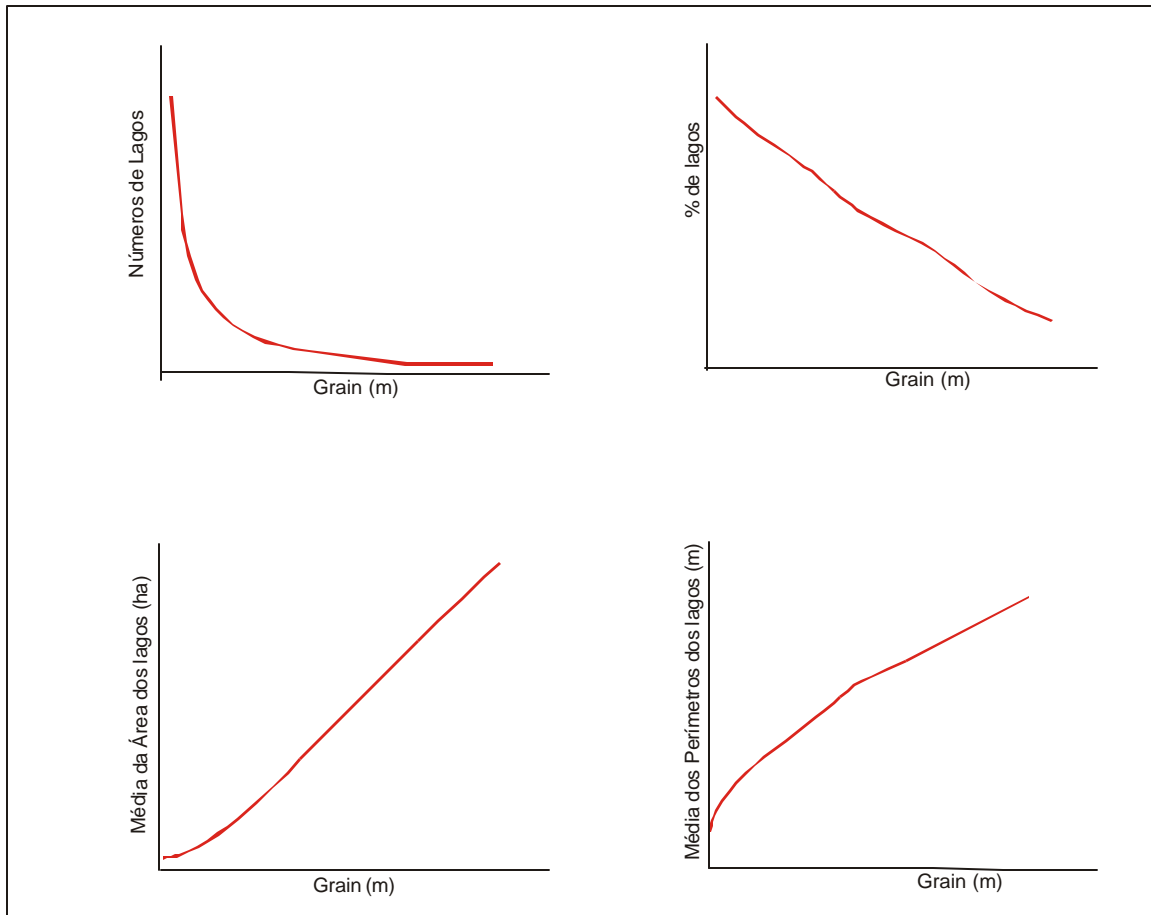 Números de Lagos
Grain (m)
% de lagos
Grain (m)
Média da Área dos lagos (ha)
Grain (m)
Média dos Perímetros dos lagos (m)
Grain (m)